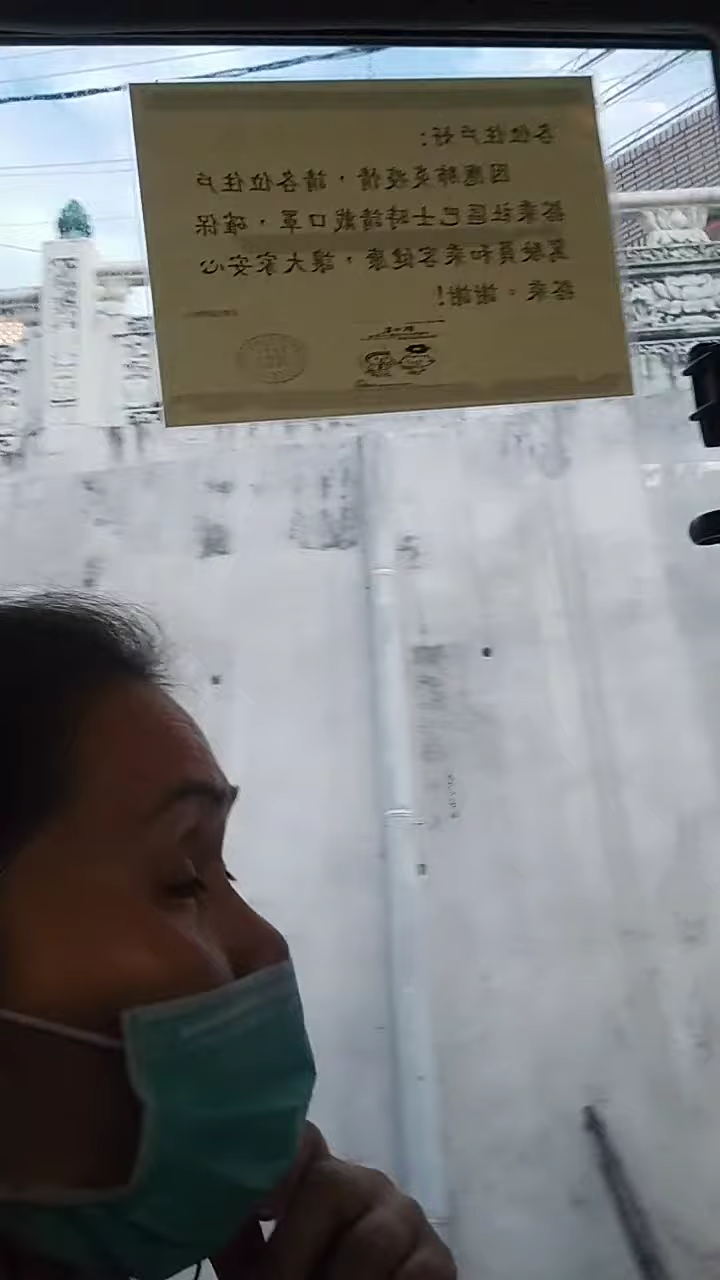 各位住戶好：
因應肺炎疫情，請各位住戶
搭乘社區巴士時請戴口罩，確保
駕駛員和乘客健康，讓大家安心
搭乘。謝謝！